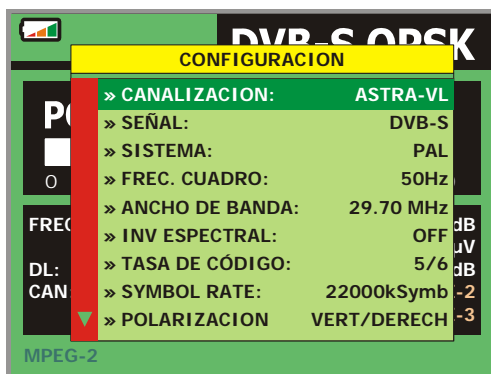 DVB-S QPSK
CONFIGURACION
» CANALIZACION: ASTRA-VL
» SEÑAL: DVB-S
» SISTEMA: PAL
» FREC. CUADRO: 50Hz
» ANCHO DE BANDA: 29.70 MHz
» INV ESPECTRAL: OFF
» TASA DE CÓDIGO: 5/6
» SYMBOL RATE: 22000kSymb
» POLARIZACION VERT/DERECH
0
dB
µV
DL: dB
CAN -2
-3
MPEG-2